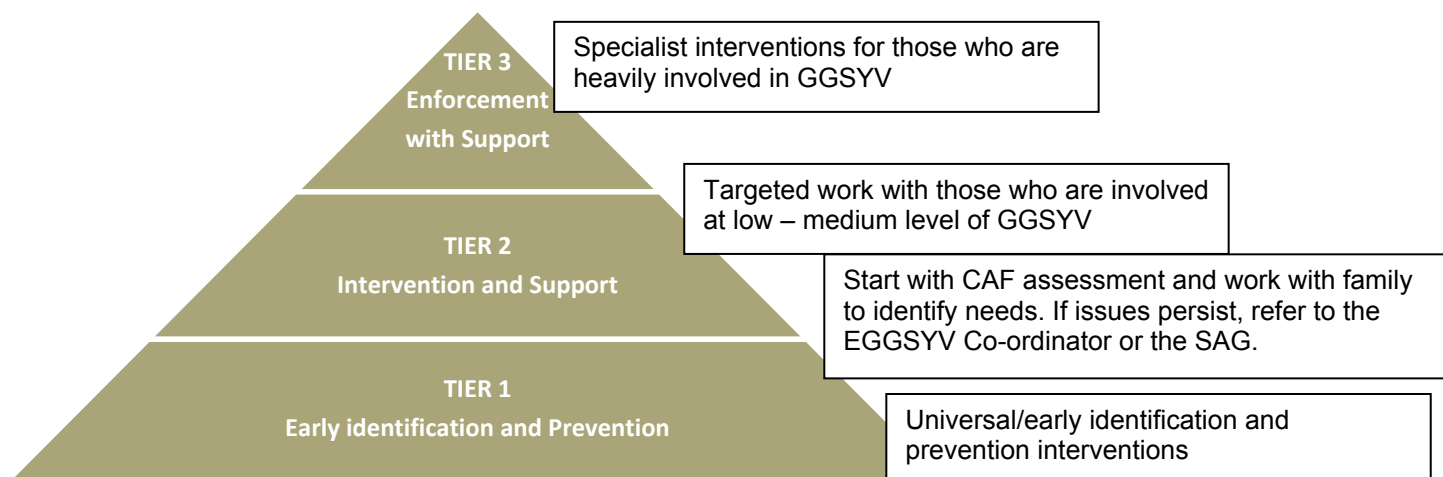 TIER 3
Enforcement
with Support
Specialist interventions for those who are
heavily involved in GGSYV
Targeted work with those who are involved
at low – medium level of GGSYV
TIER 2
Intervention and Support
Start with CAF assessment and work with family
to identify needs. If issues persist, refer to the
EGGSYV Co-ordinator or the SAG.
TIER 1
Early identification and Prevention
Universal/early identification and
prevention interventions